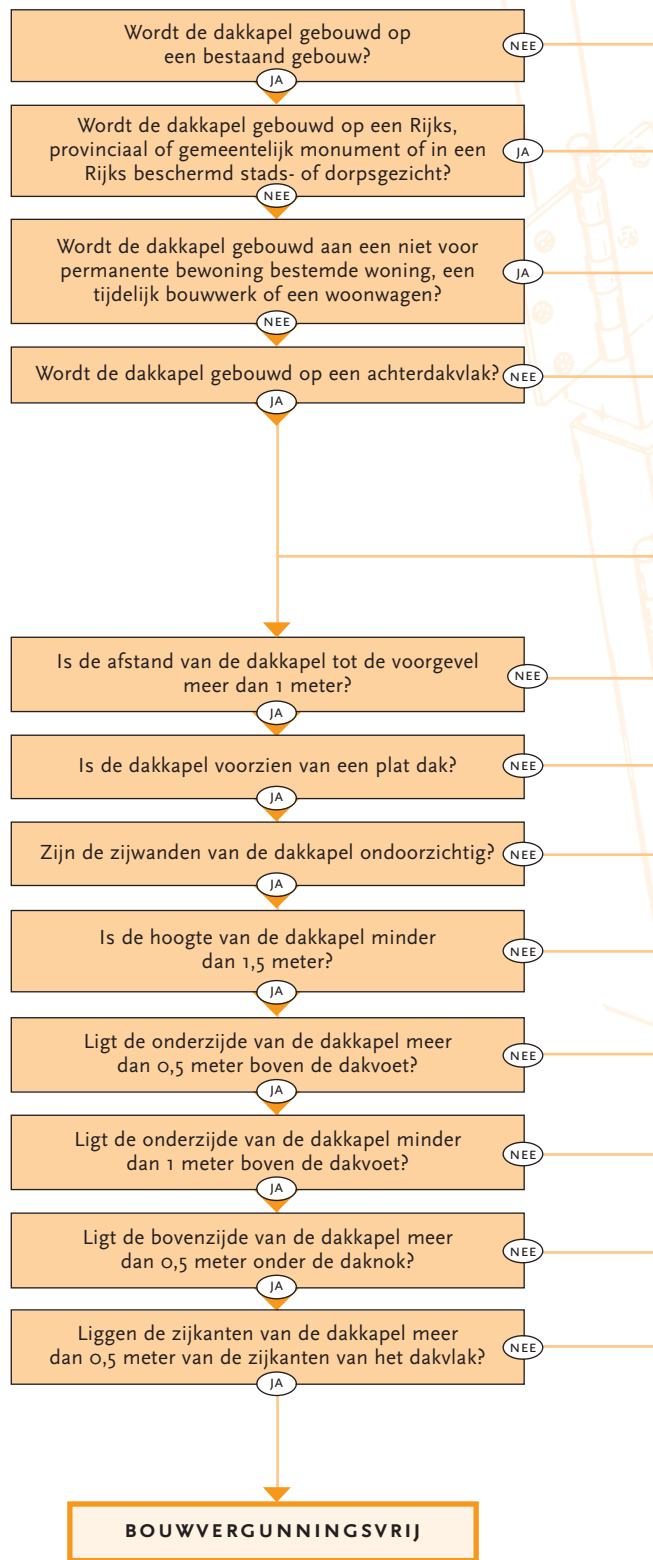 Wordt de dakkapel gebouwd op
een bestaand gebouw?
NEE
JA
Wordt de dakkapel gebouwd op een Rijks,
provinciaal of gemeentelijk monument of in een
Rijks beschermd stads- of dorpsgezicht?
JA
NEE
Wordt de dakkapel gebouwd aan een niet voor
permanente bewoning bestemde woning, een
tijdelijk bouwwerk of een woonwagen?
JA
NEE
Wordt de dakkapel gebouwd op een achterdakvlak?
NEE
JA
Is de afstand van de dakkapel tot de voorgevel
meer dan 1 meter?
NEE
JA
Is de dakkapel voorzien van een plat dak?
NEE
JA
Zijn de zijwanden van de dakkapel ondoorzichtig?
NEE
JA
Is de hoogte van de dakkapel minder
dan 1,5 meter?
NEE
JA
Ligt de onderzijde van de dakkapel meer
dan 0,5 meter boven de dakvoet?
NEE
JA
Ligt de onderzijde van de dakkapel minder
dan 1 meter boven de dakvoet?
NEE
JA
Ligt de bovenzijde van de dakkapel meer
dan 0,5 meter onder de daknok?
NEE
JA
Liggen de zijkanten van de dakkapel meer
dan 0,5 meter van de zijkanten van het dakvlak?
NEE
JA
BOUWVERGUNNINGSVRIJ